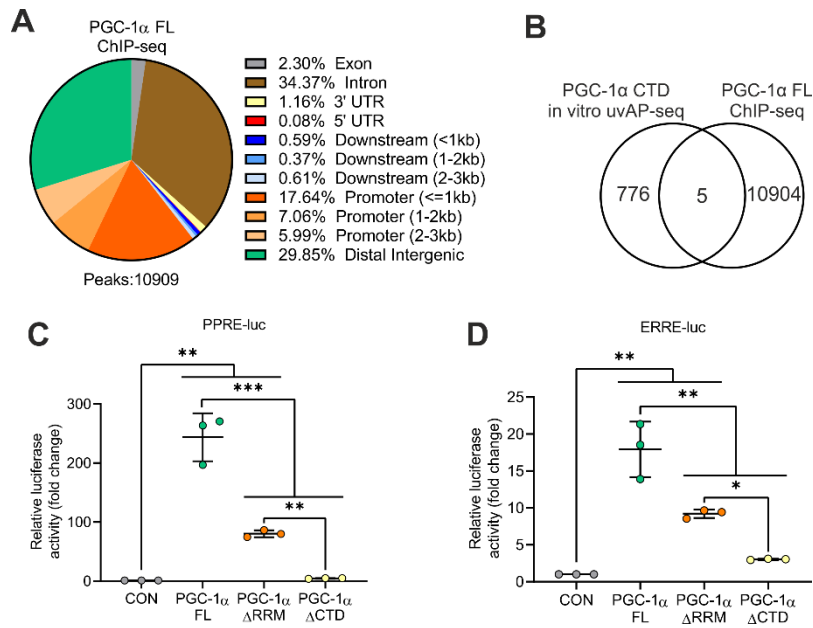 A
PGC-1α FL
ChIP-seq
2.30% Exon
34.37% Intron
1.16% 3' UTR
0.08% 5' UTR
0.59% Downstream (<1kb)
0.37% Downstream (1-2kb)
0.61% Downstream (2-3kb)
17.64% Promoter (<=1kb)
7.06% Promoter (1-2kb)
5.99% Promoter (2-3kb)
29.85% Distal Intergenic
Peaks:10909
B
PGC-1α CTD
in vitro uvAP-seq
PGC-1α FL
ChIP-seq
776
5
10904
C
PPRE-luc
**
***
**
Relative luciferase
activity (fold change)
300
200
100
0
CON
PGC-1α
FL
PGC-1α
ΔRRM
PGC-1α
ΔCTD
D
ERRE-luc
**
**
*
Relative luciferase
activity (fold change)
25
20
15
10
5
0
CON
PGC-1α
FL
PGC-1α
ΔRRM
PGC-1α
ΔCTD